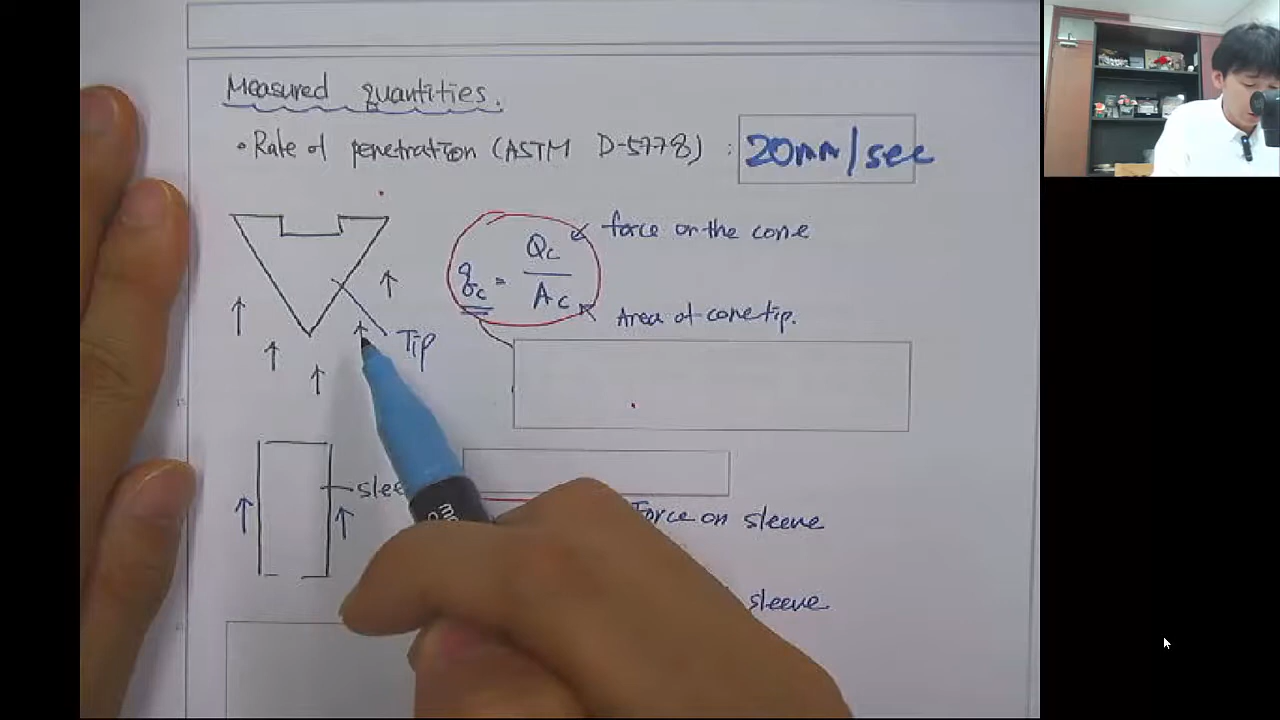 Measured quantities.
• Rate of penetration (ASTM D-5778) : 20mm/sec
qc = Qc / Ac
force on the cone
Area of cone tip.
Tip
Force on sleeve
sleeve